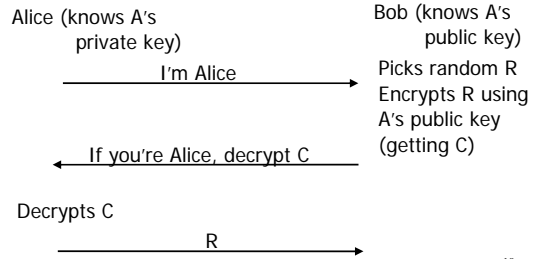 Alice (knows A's
private key)
Bob (knows A's
public key)
I'm Alice
Picks random R
Encrypts R using
A's public key
(getting C)
If you're Alice, decrypt C
Decrypts C
R